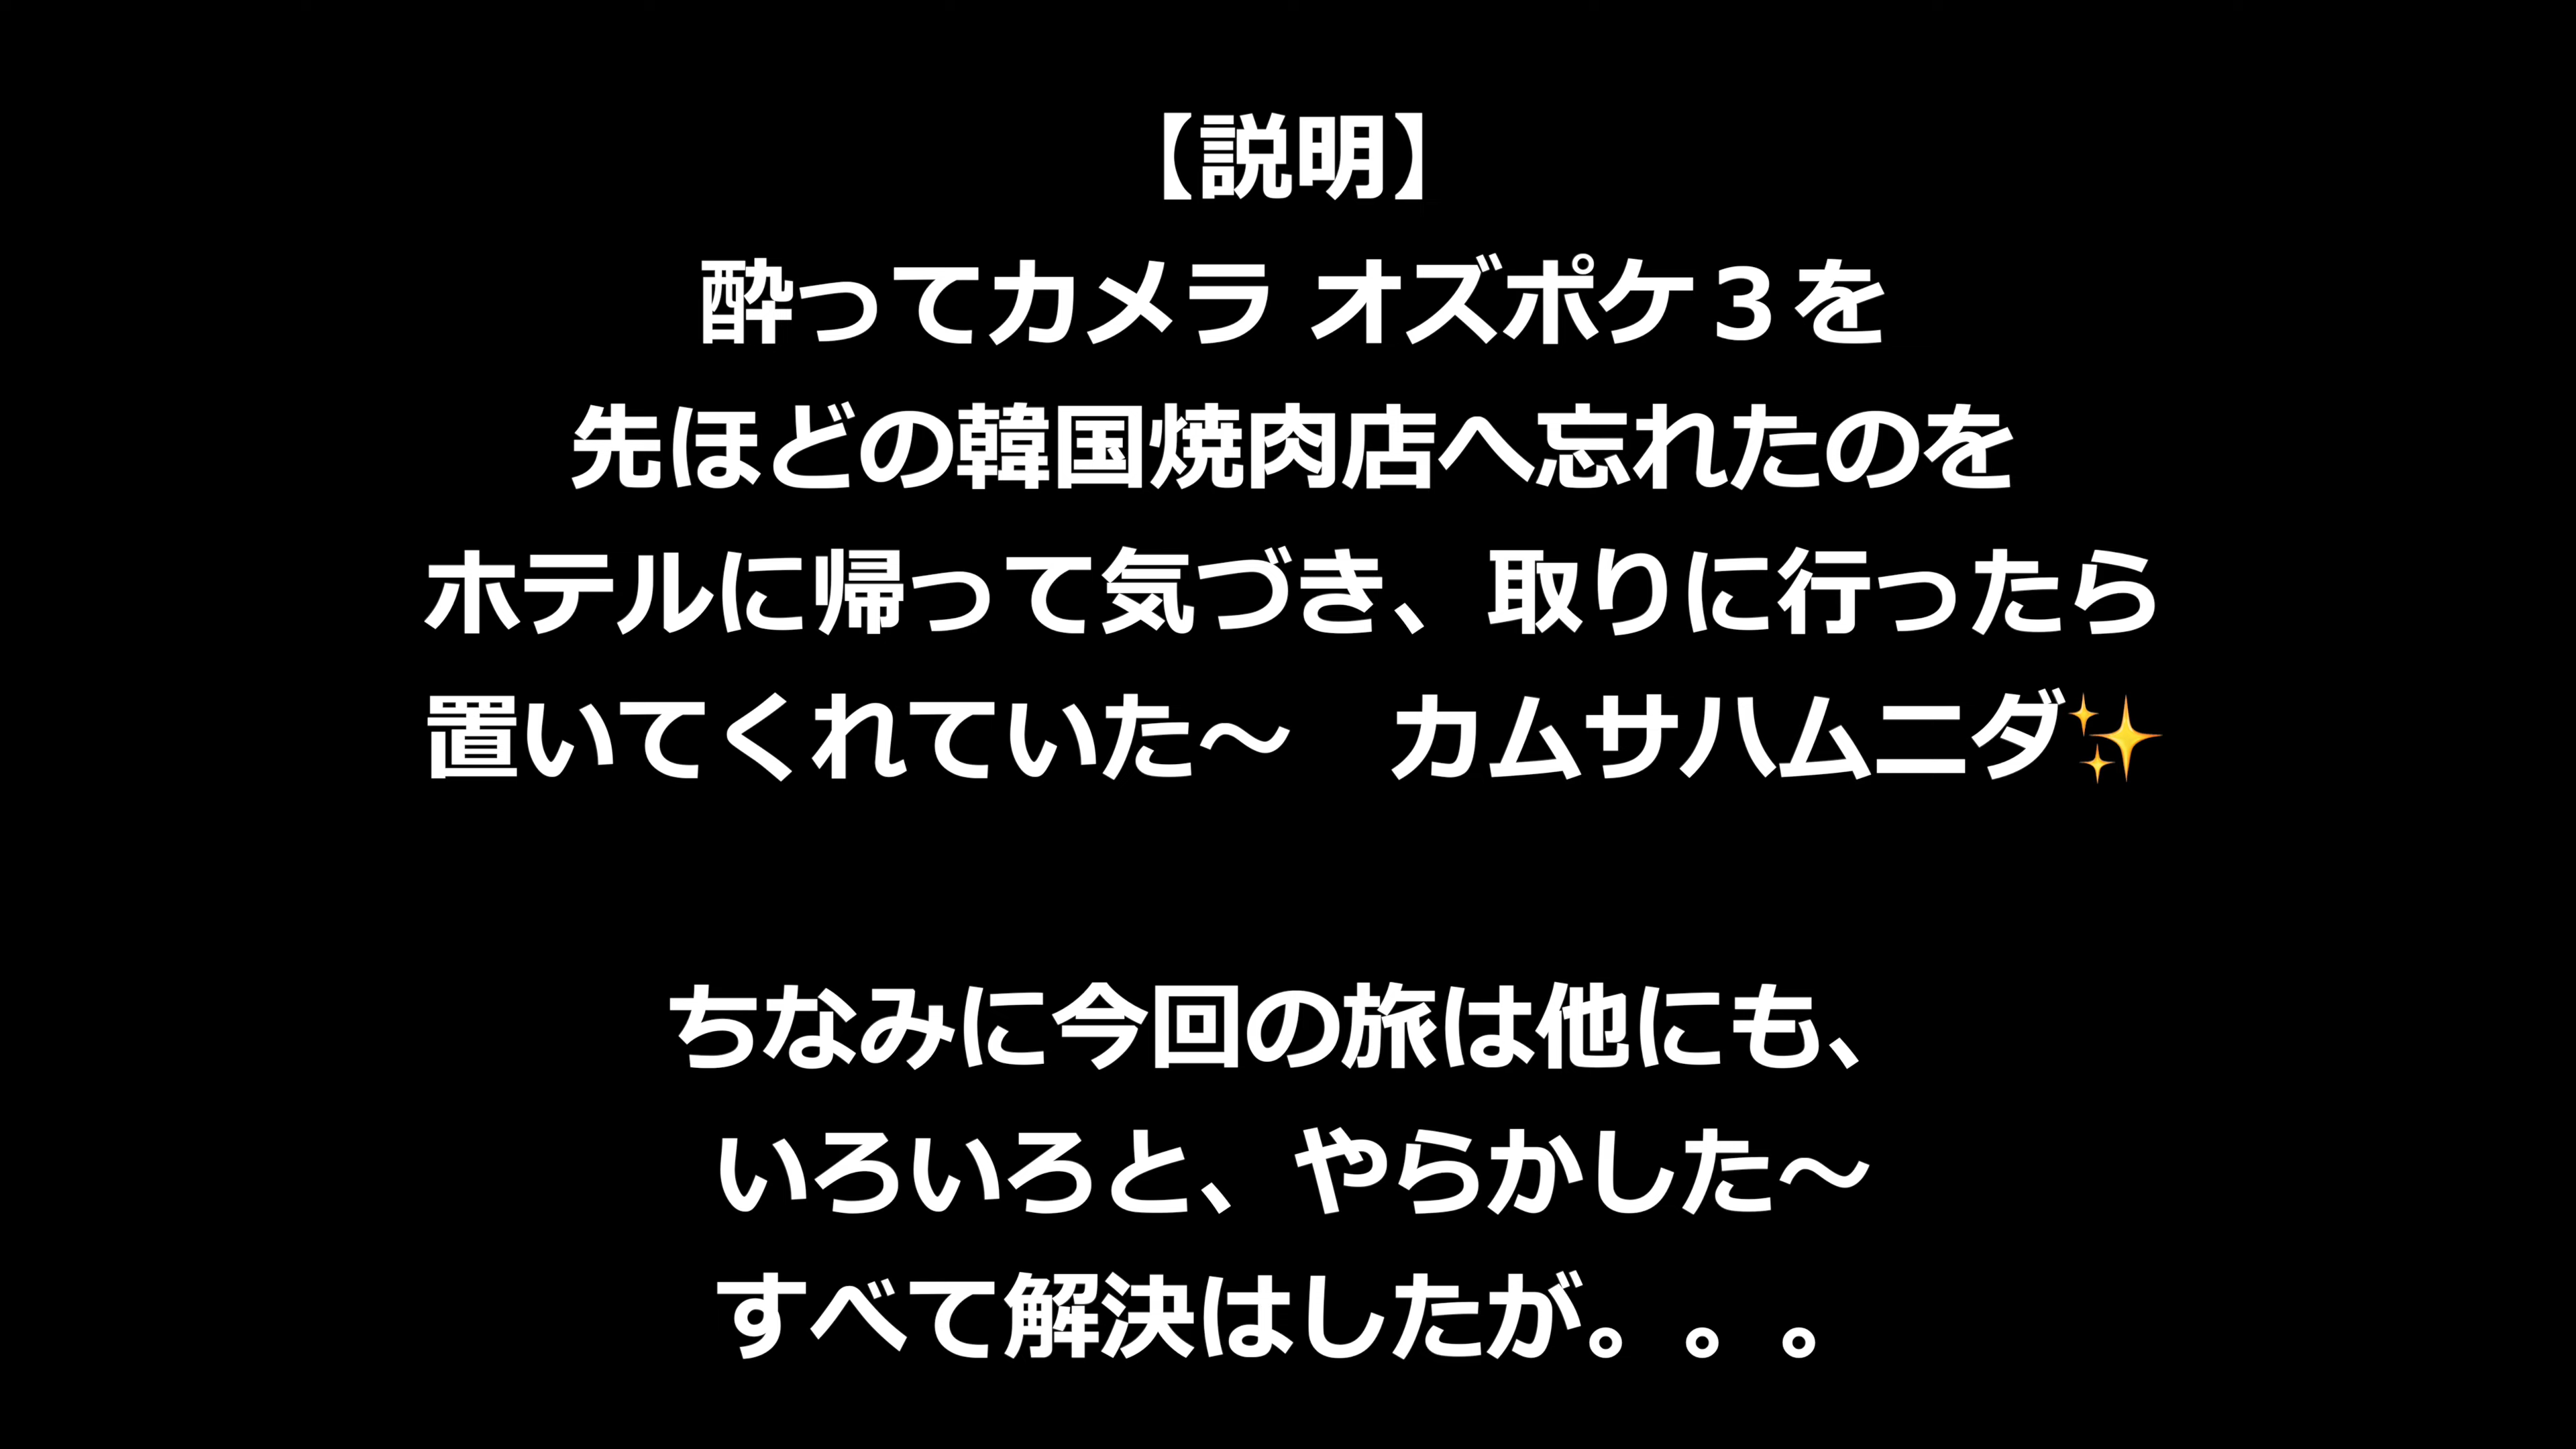 【説明】
酔ってカメラ オズポケ３を
先ほどの韓国焼肉店へ忘れたのを
ホテルに帰って気づき、取りに行ったら
置いてくれていた〜　カムサハムニダ✨
ちなみに今回の旅は他にも、
いろいろと、やらかした〜
すべて解決はしたが。。。